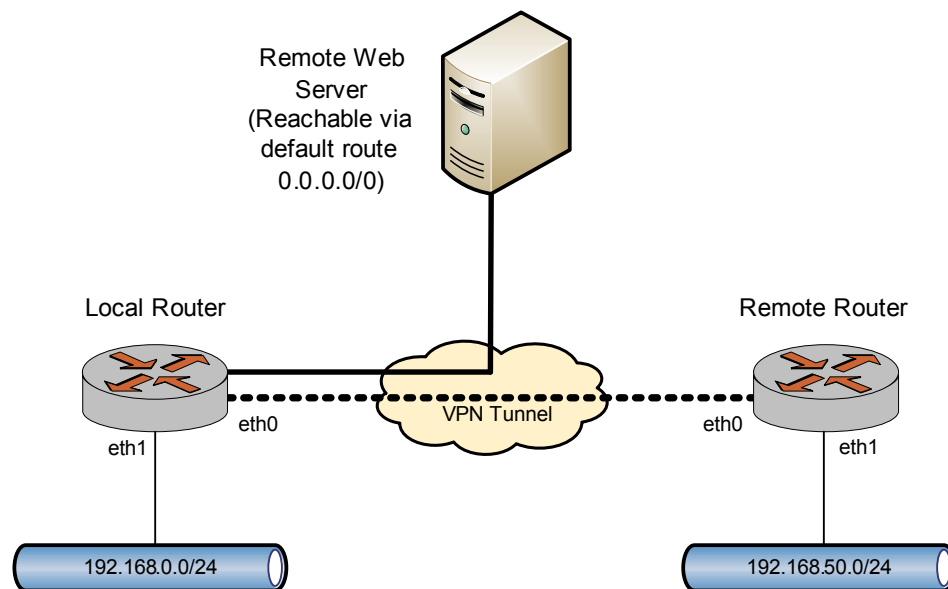 Remote Web
Server
(Reachable via
default route
0.0.0.0/0)
Local Router
Remote Router
VPN Tunnel
eth0
eth1
eth0
eth1
192.168.0.0/24
192.168.50.0/24